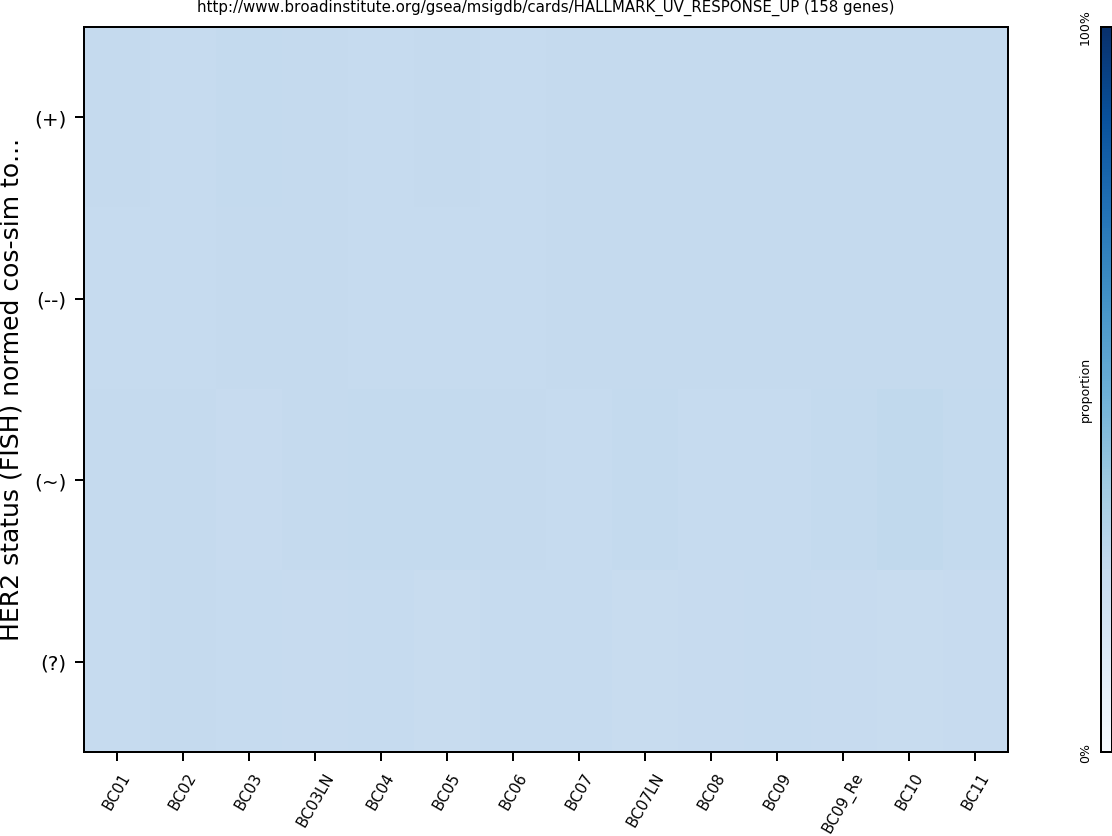 http://www.broadinstitute.org/gsea/msigdb/cards/HALLMARK_UV_RESPONSE_UP (158 genes)
HER2 status (FISH) normed cos-sim to...
(+)
(--)
(~)
(?)
BC01
BC02
BC03
BC03LN
BC04
BC05
BC06
BC07
BC07LN
BC08
BC09
BC09_Re
BC10
BC11
100%
proportion
0%